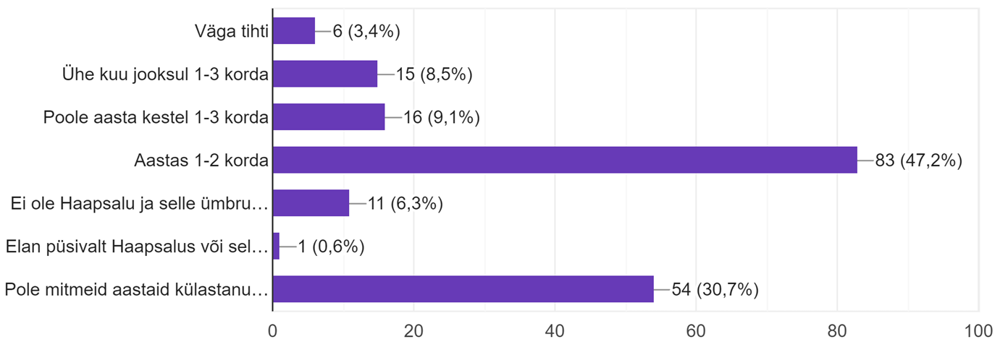 Väga tihti 6 (3,4%)
Ühe kuu jooksul 1-3 korda 15 (8,5%)
Poole aasta kestel 1-3 korda 16 (9,1%)
Aastas 1-2 korda 83 (47,2%)
Ei ole Haapsalu ja selle ümbru… 11 (6,3%)
Elan püsivalt Haapsalus või sel… 1 (0,6%)
Pole mitmeid aastaid külastanu… 54 (30,7%)
0 20 40 60 80 100